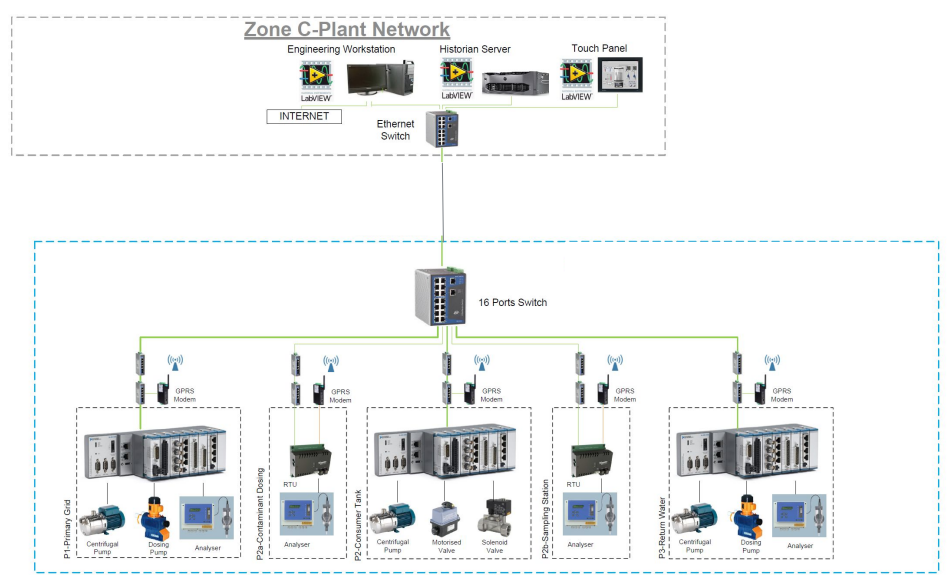 Zone C-Plant Network
Engineering Workstation
Historian Server
Touch Panel
LabVIEW
LabVIEW
LabVIEW
INTERNET
Ethernet
Switch
16 Ports Switch
GPRS
Modem
GPRS
Modem
GPRS
Modem
GPRS
Modem
GPRS
Modem
P1-Primary Grid
Centrifugal
Pump
Dosing
Pump
Analyser
P2a-Contaminant Dosing
RTU
Analyser
P2-Consumer Tank
Centrifugal
Pump
Motorised
Valve
Solenoid
Valve
P2b-Sampling Station
RTU
Analyser
P3-Return Water
Centrifugal
Pump
Dosing
Pump
Analyser